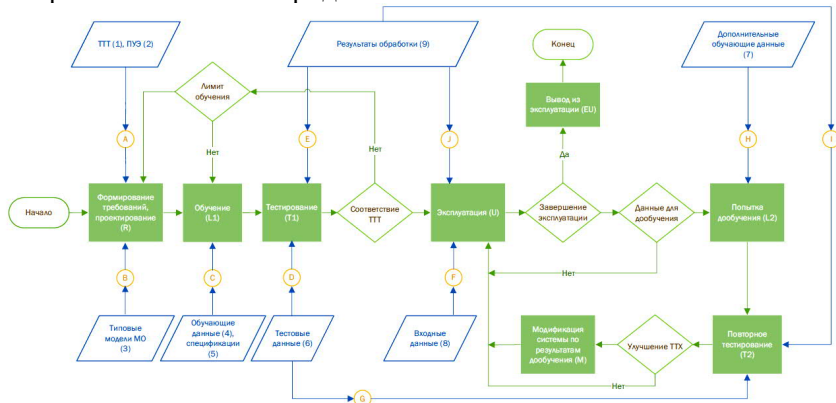 ТТТ (1), ПУЭ (2)
Результаты обработки (9)
Конец
Дополнительные
обучающие данные
(7)
Лимит
обучения
Вывод из
эксплуатации (EU)
A
E
J
H
I
Нет
Нет
Да
Начало
Формирование
требований,
проектирование
(R)
Обучение
(L1)
Тестирование
(T1)
Соответствие
ТТТ
Эксплуатация (U)
Завершение
эксплуатации
Данные для
дообучения
Попытка
дообучения (L2)
Нет
B
C
D
F
Типовые
модели МО
(3)
Обучающие
данные (4),
спецификации
(5)
Тестовые
данные (6)
Входные
данные (8)
Модификация
системы по
результатам
дообучения (M)
Улучшение ТТХ
Повторное
тестирование
(T2)
Нет
G